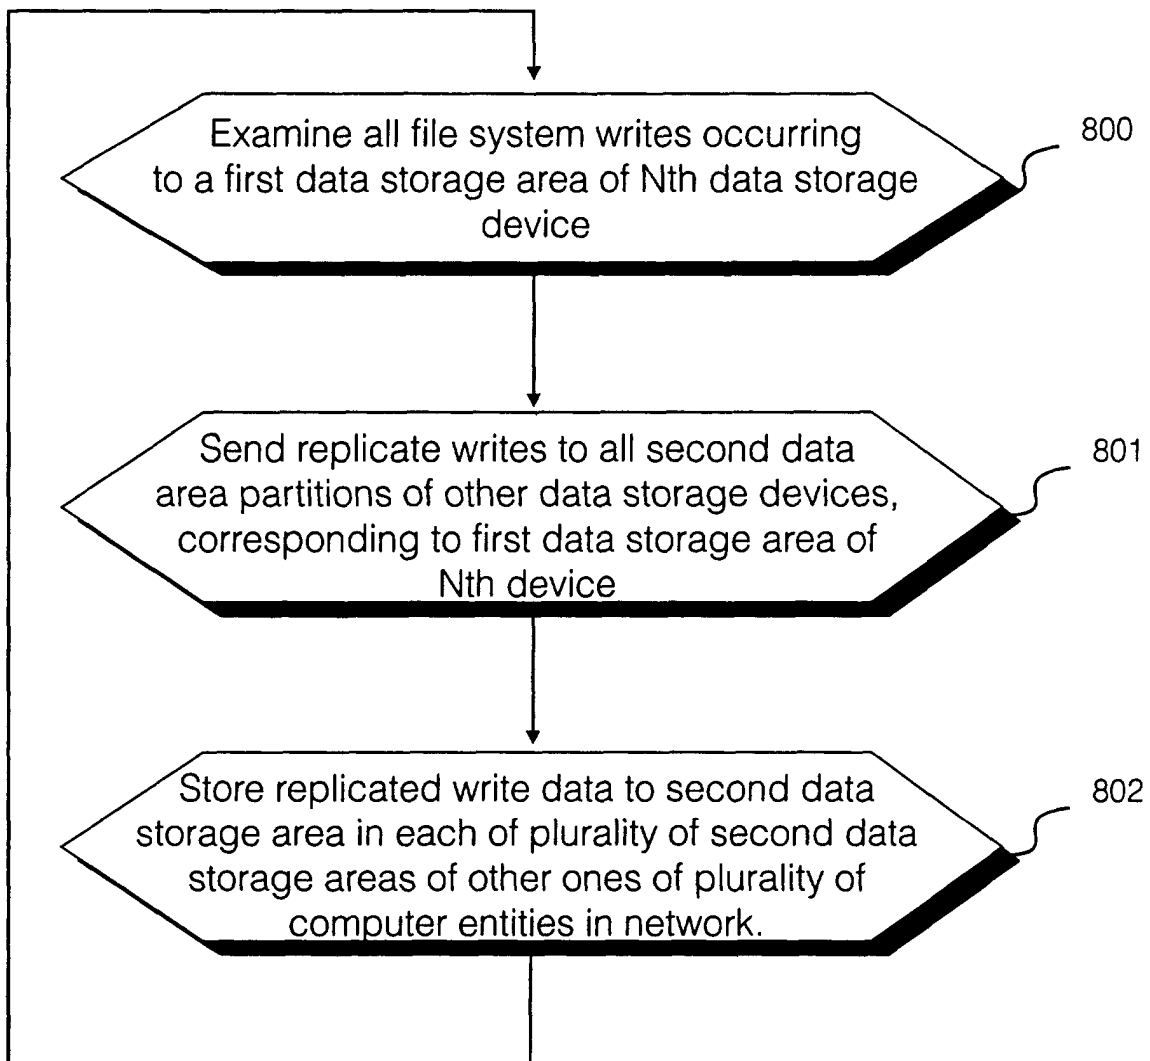 Examine all file system writes occurring
800
to a first data storage area of Nth data storage
device
Send replicate writes to all second data
801
area partitions of other data storage devices,
corresponding to first data storage area of
Nth device
Store replicated write data to second data
802
storage area in each of plurality of second data
storage areas of other ones of plurality of
computer entities in network.